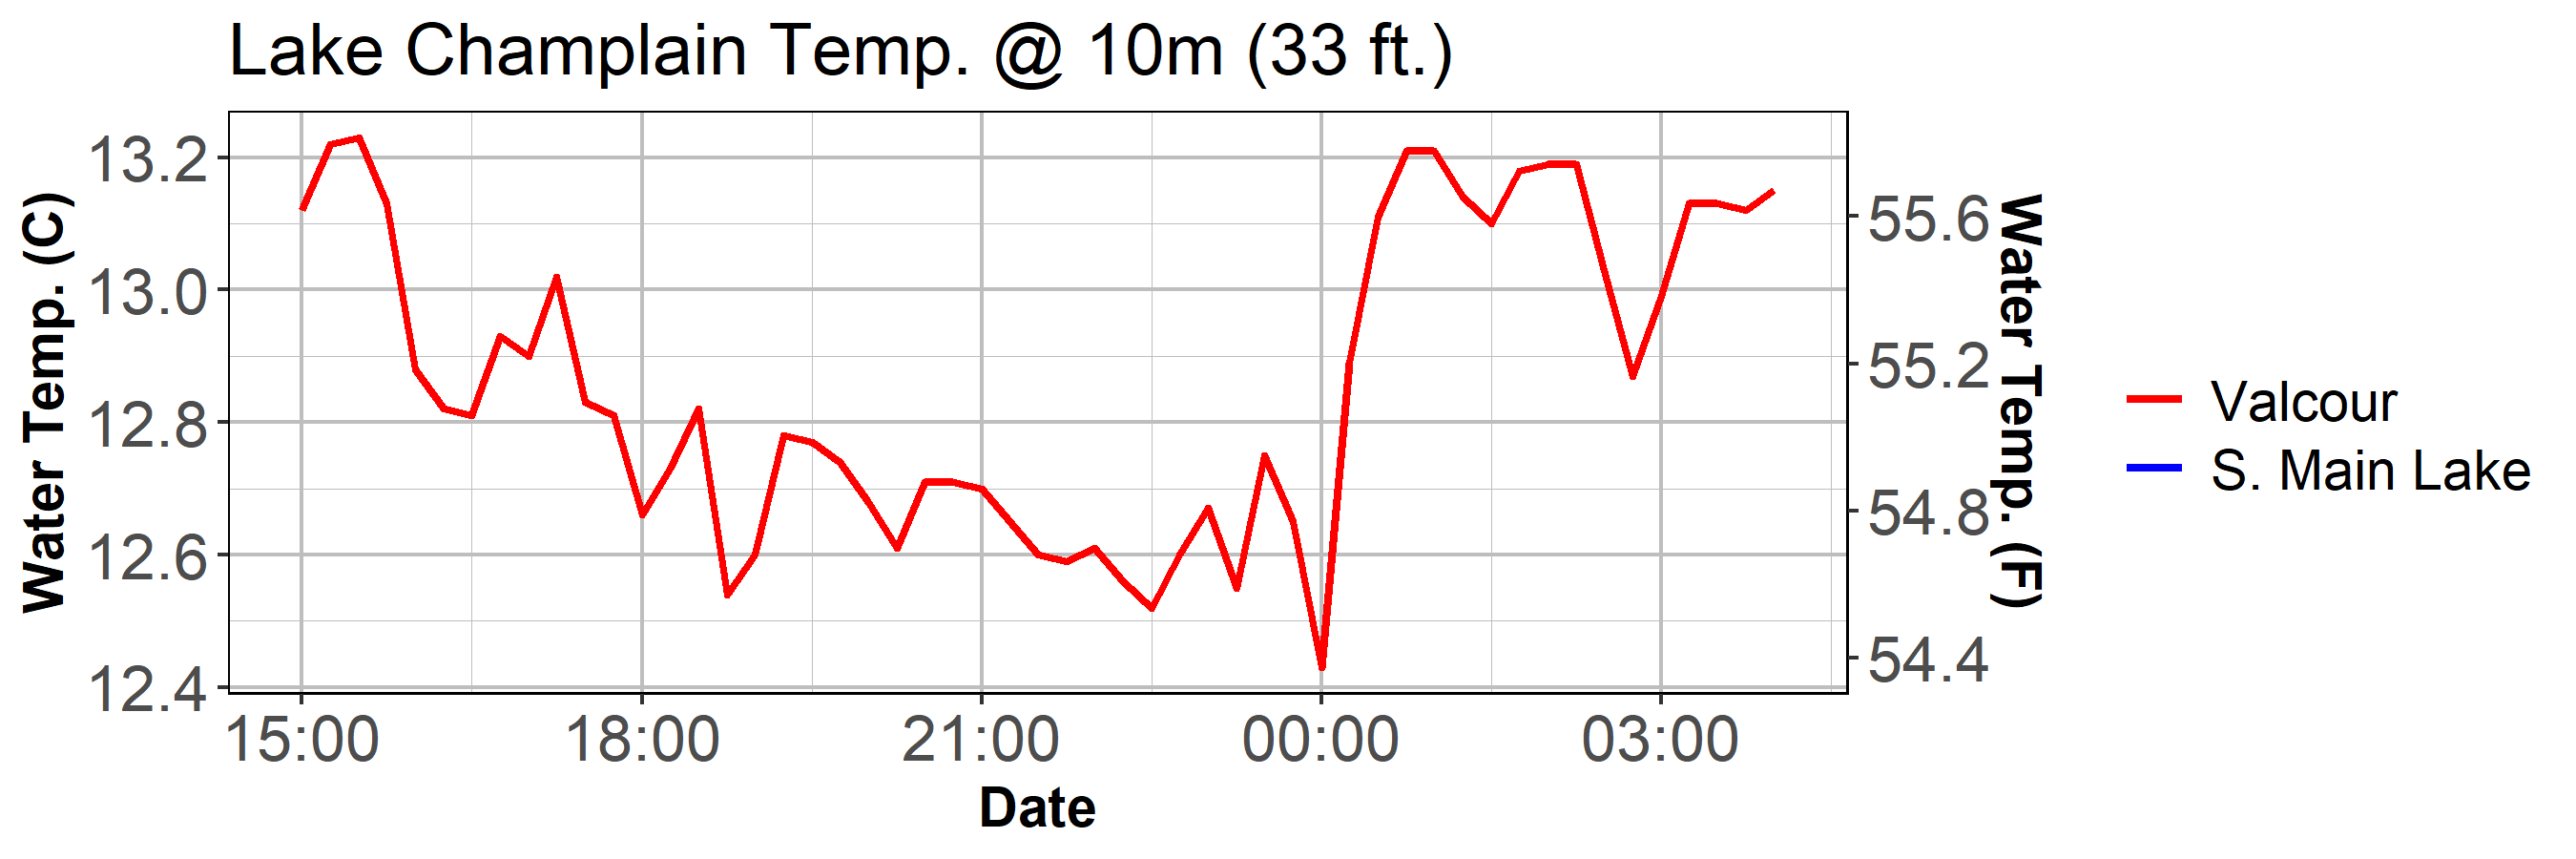 Lake Champlain Temp. @ 10m (33 ft.)
Water Temp. (C)
13.2
13.0
12.8
12.6
12.4
15:00 18:00 21:00 00:00 03:00
Date
55.6
55.2
54.8
54.4
Water Temp. (F)
Valcour
S. Main Lake